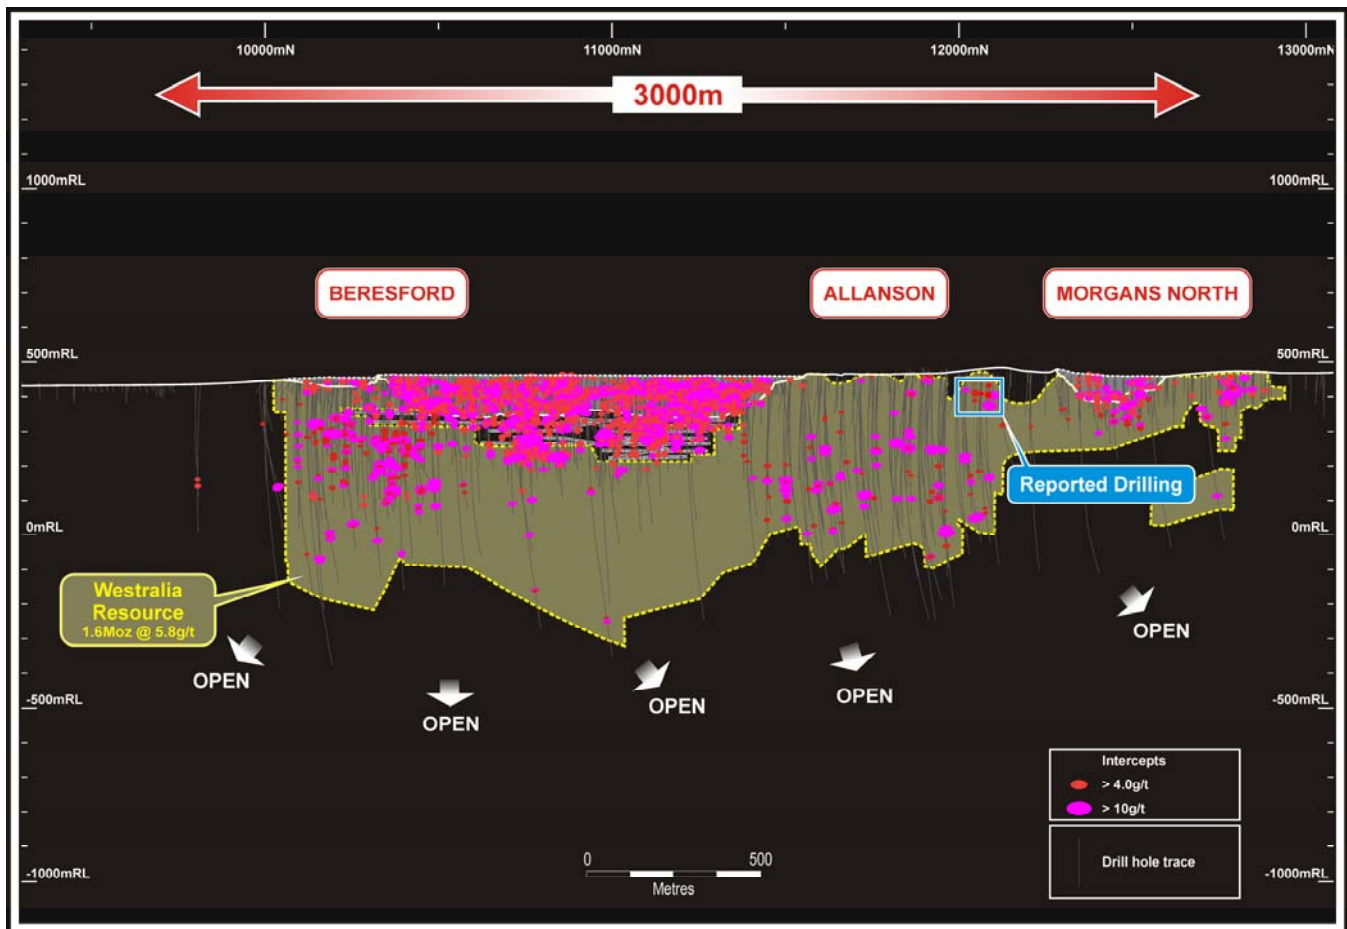 10000mN
11000mN
12000mN
13000mN
3000m
1000mRL
1000mRL
BERESFORD
ALLANSON
MORGANS NORTH
500mRL
500mRL
Reported Drilling
0mRL
0mRL
Westralia
Resource
1.6Moz @ 5.8g/t
OPEN
OPEN
OPEN
OPEN
OPEN
-500mRL
-500mRL
Intercepts
> 4.0g/t
> 10g/t
Drill hole trace
0
500
Metres
-1000mRL
-1000mRL